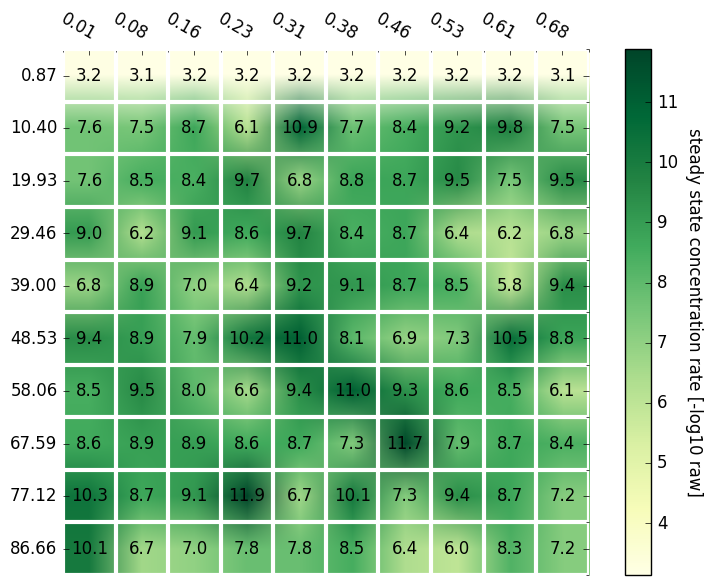 0.01 0.08 0.16 0.23 0.31 0.38 0.46 0.53 0.61 0.68
0.87 3.2 3.1 3.2 3.2 3.2 3.2 3.2 3.2 3.2 3.1
10.40 7.6 7.5 8.7 6.1 10.9 7.7 8.4 9.2 9.8 7.5
19.93 7.6 8.5 8.4 9.7 6.8 8.8 8.7 9.5 7.5 9.5
29.46 9.0 6.2 9.1 8.6 9.7 8.4 8.7 6.4 6.2 6.8
39.00 6.8 8.9 7.0 6.4 9.2 9.1 8.7 8.5 5.8 9.4
48.53 9.4 8.9 7.9 10.2 11.0 8.1 6.9 7.3 10.5 8.8
58.06 8.5 9.5 8.0 6.6 9.4 11.0 9.3 8.6 8.5 6.1
67.59 8.6 8.9 8.9 8.6 8.7 7.3 11.7 7.9 8.7 8.4
77.12 10.3 8.7 9.1 11.9 6.7 10.1 7.3 9.4 8.7 7.2
86.66 10.1 6.7 7.0 7.8 7.8 8.5 6.4 6.0 8.3 7.2
11
10
9
8
7
6
5
4
steady state concentration rate [-log10 raw]